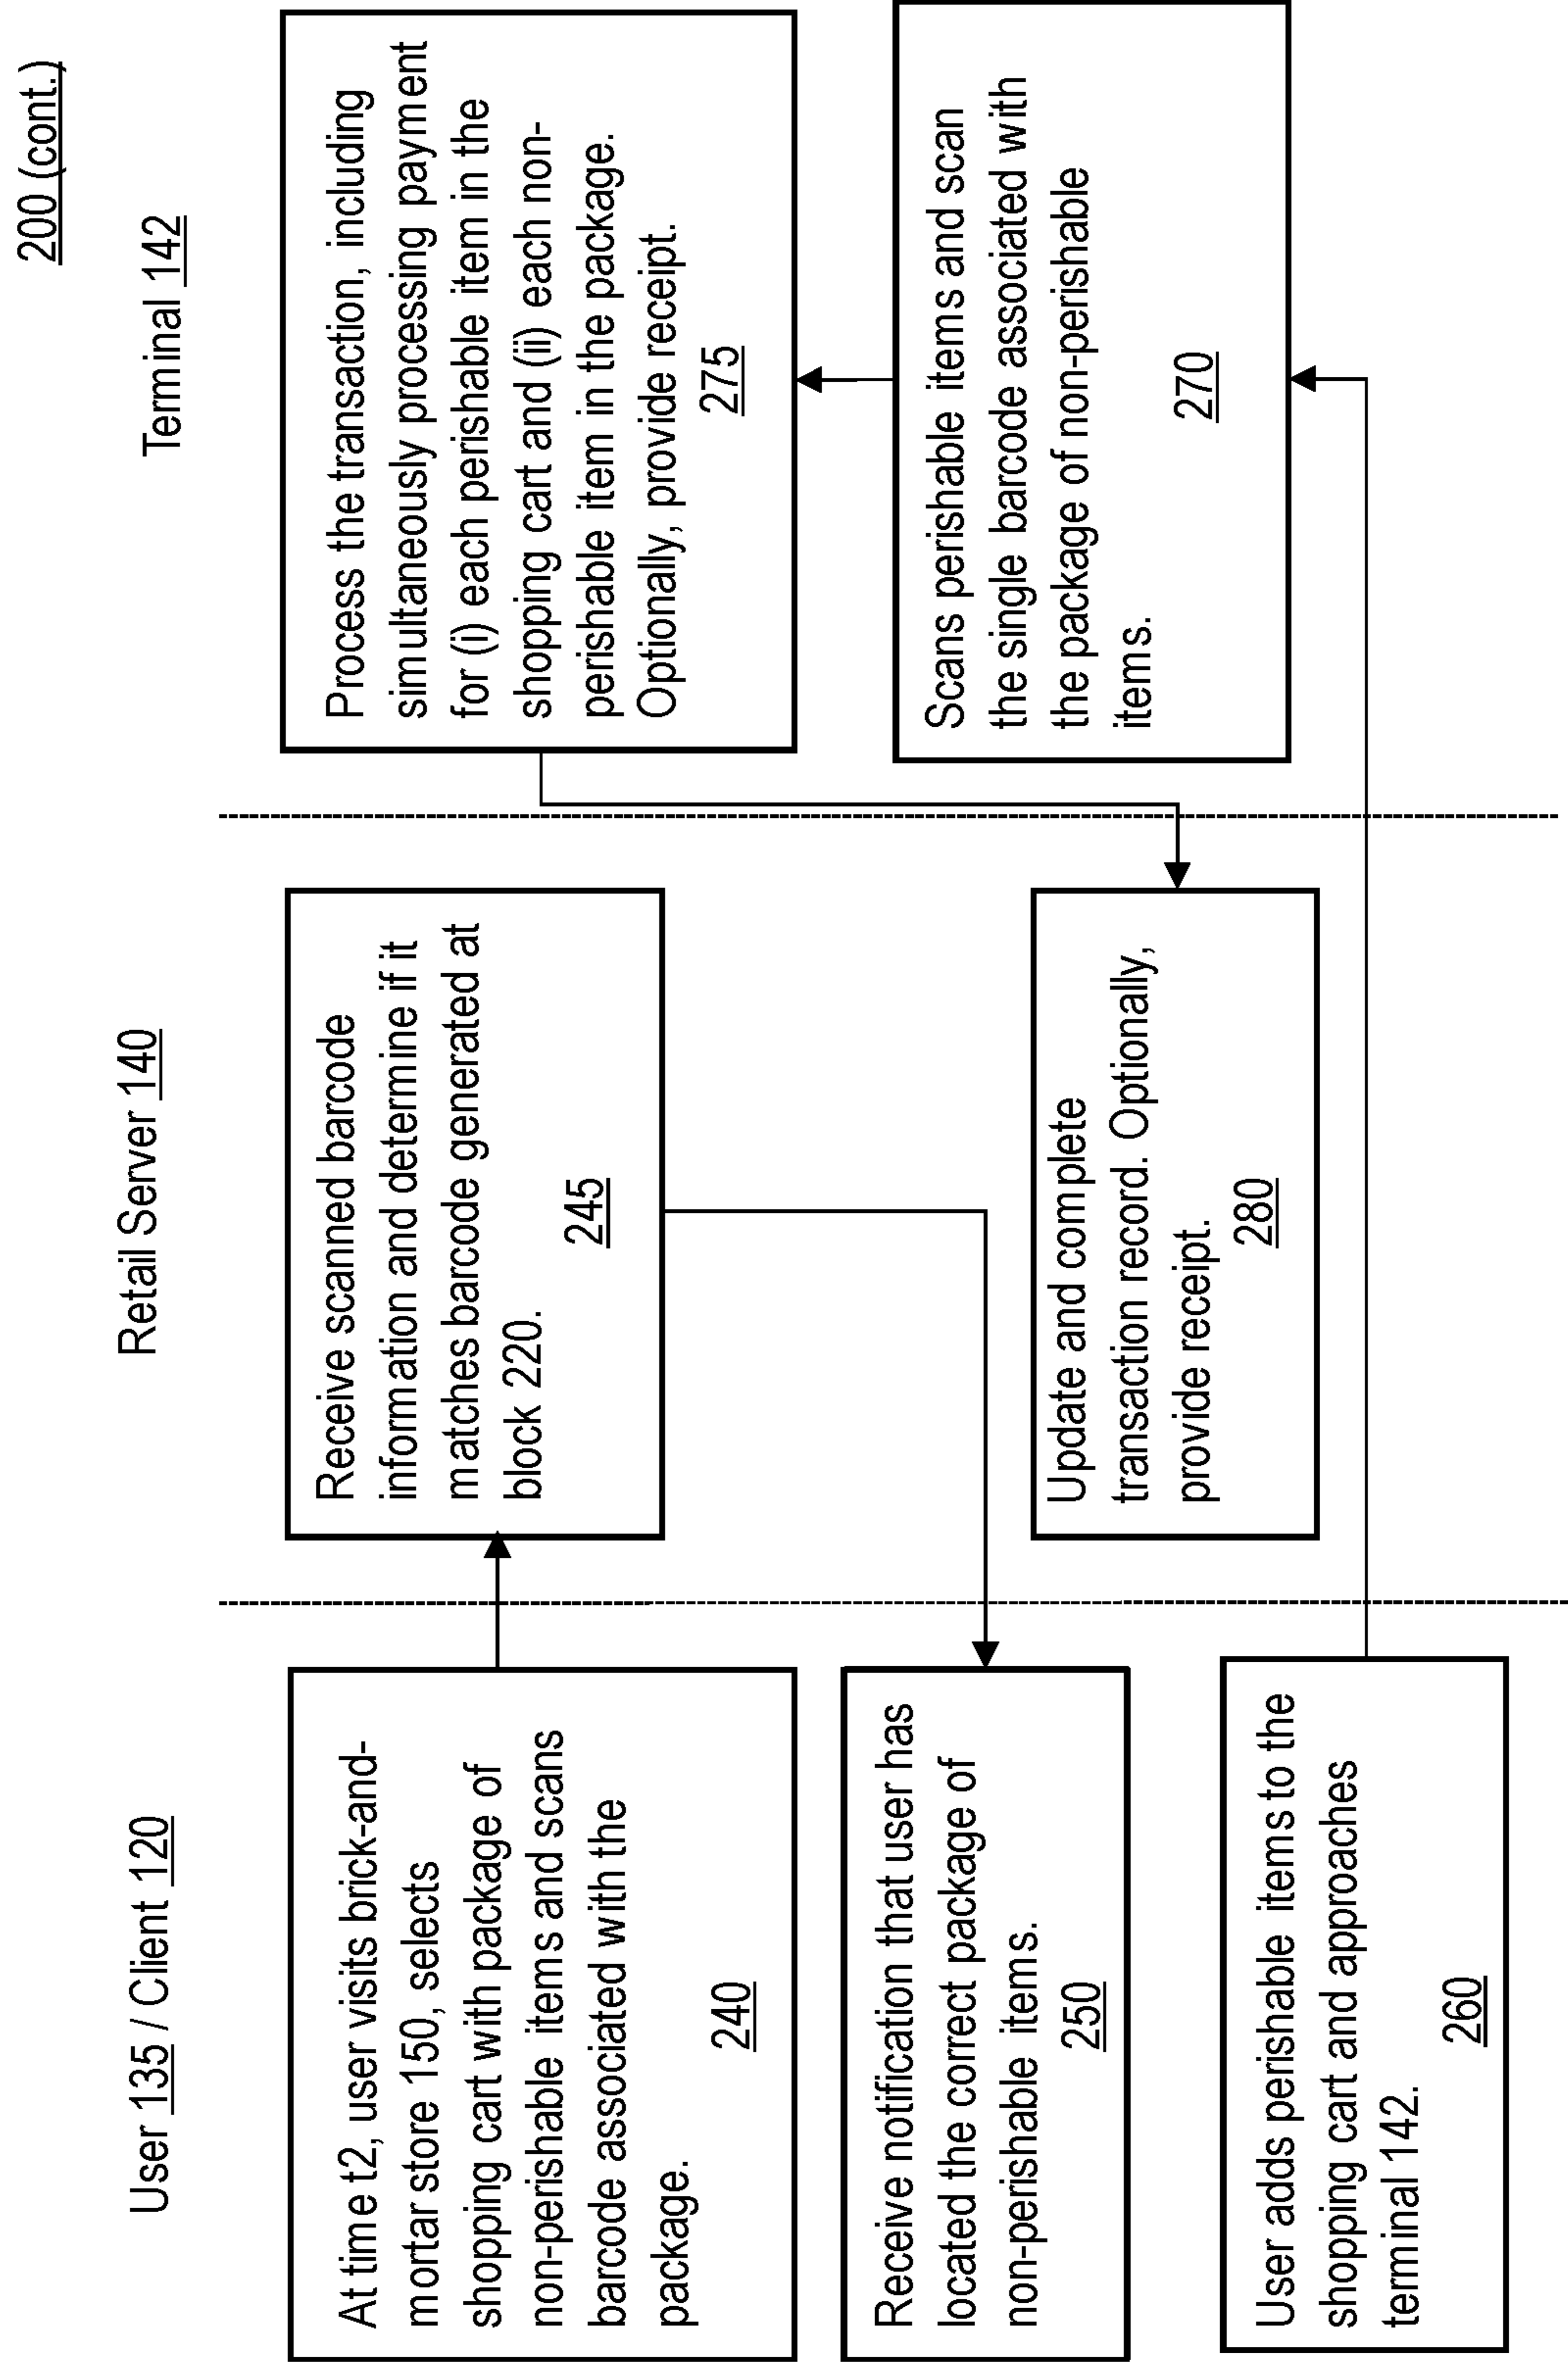 200 (cont.)
User 135 / Client 120
Retail Server 140
Terminal 142
At time t2, user visits brick-and-
mortar store 150, selects
shopping cart with package of
non-perishable items and scans
barcode associated with the
package.
240
Receive scanned barcode
information and determine if it
matches barcode generated at
block 220.
245
Process the transaction, including
simultaneously processing payment
for (i) each perishable item in the
shopping cart and (ii) each non-
perishable item in the package.
Optionally, provide receipt.
275
Receive notification that user has
located the correct package of
non-perishable items.
250
Update and complete
transaction record. Optionally,
provide receipt.
280
Scans perishable items and scan
the single barcode associated with
the package of non-perishable
items.
270
User adds perishable items to the
shopping cart and approaches
terminal 142.
260